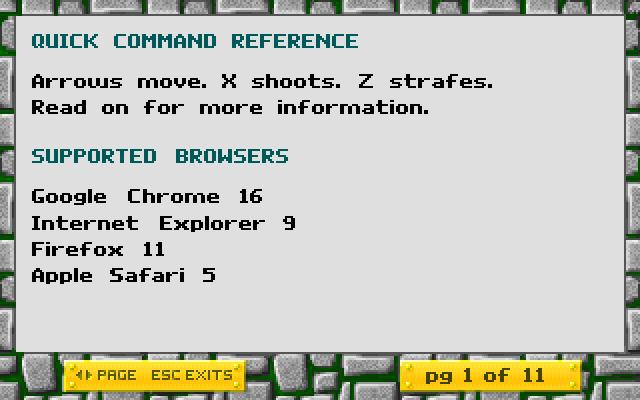 QUICK COMMAND REFERENCE
Arrows move. X shoots. Z strafes.
Read on for more information.
SUPPORTED BROWSERS
Google Chrome 16
Internet Explorer 9
Firefox 11
Apple Safari 5
PAGE ESC EXITS
pg 1 of 11